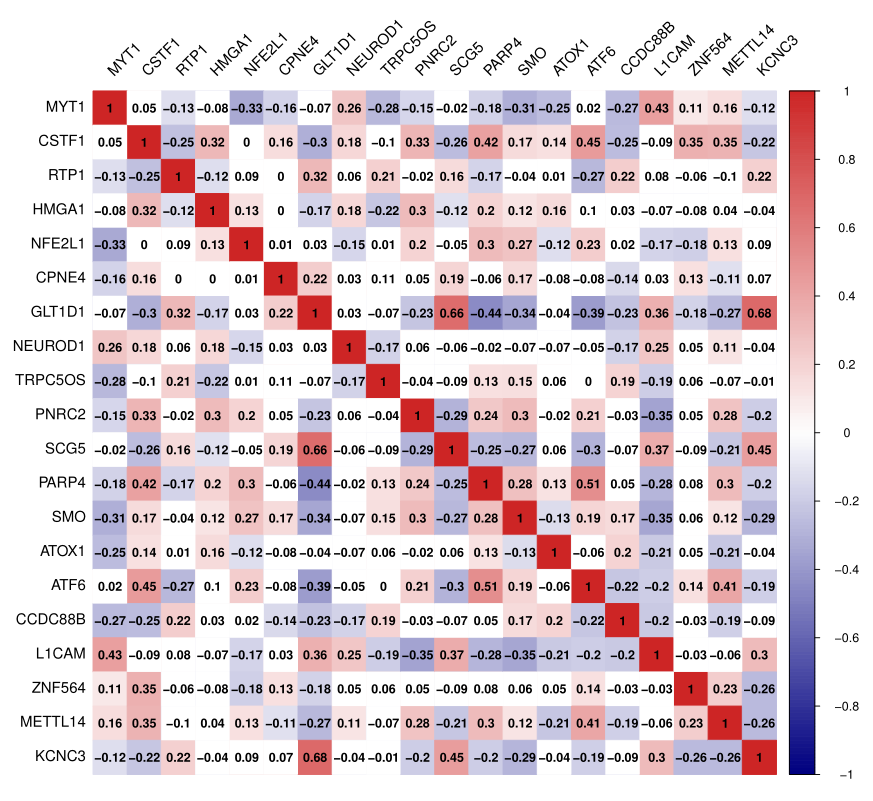 MYT1 CSTF1 RTP1 HMGA1 NFE2L1 CPNE4 GLT1D1 NEUROD1 TRPC5OS PNRC2 SCG5 PARP4 SMO ATOX1 ATF6 CCDC88B L1CAM ZNF564 METTL14 KCNC3
MYT1 1 0.05 −0.13 −0.08 −0.33 −0.16 −0.07 0.26 −0.28 −0.15 −0.02 −0.18 −0.31 −0.25 0.02 −0.27 0.43 0.11 0.16 −0.12
CSTF1 0.05 1 −0.25 0.32 0 0.16 −0.3 0.18 −0.1 0.33 −0.26 0.42 0.17 0.14 0.45 −0.25 −0.09 0.35 0.35 −0.22
RTP1 −0.13 −0.25 1 −0.12 0.09 0 0.32 0.06 0.21 −0.02 0.16 −0.17 −0.04 0.01 −0.27 0.22 0.08 −0.06 −0.1 0.22
HMGA1 −0.08 0.32 −0.12 1 0.13 0 −0.17 0.18 −0.22 0.3 −0.12 0.2 0.12 0.16 0.1 0.03 −0.07 −0.08 0.04 −0.04
NFE2L1 −0.33 0 0.09 0.13 1 0.01 0.03 −0.15 0.01 0.2 −0.05 0.3 0.27 −0.12 0.23 0.02 −0.17 −0.18 0.13 0.09
CPNE4 −0.16 0.16 0 0 0.01 1 0.22 0.03 0.11 0.05 0.19 −0.06 0.17 −0.08 −0.08 −0.14 0.03 0.13 −0.11 0.07
GLT1D1 −0.07 −0.3 0.32 −0.17 0.03 0.22 1 0.03 −0.07 −0.23 0.66 −0.44 −0.34 −0.04 −0.39 −0.23 0.36 −0.18 −0.27 0.68
NEUROD1 0.26 0.18 0.06 0.18 −0.15 0.03 0.03 1 −0.17 0.06 −0.06 −0.02 −0.07 −0.07 −0.05 −0.17 0.25 0.05 0.11 −0.04
TRPC5OS −0.28 −0.1 0.21 −0.22 0.01 0.11 −0.07 −0.17 1 −0.04 −0.09 0.13 0.15 0.06 0 0.19 −0.19 0.06 −0.07 −0.01
PNRC2 −0.15 0.33 −0.02 0.3 0.2 0.05 −0.23 0.06 −0.04 1 −0.29 0.24 0.3 −0.02 0.21 −0.03 −0.35 0.05 0.28 −0.2
SCG5 −0.02 −0.26 0.16 −0.12 −0.05 0.19 0.66 −0.06 −0.09 −0.29 1 −0.25 −0.27 0.06 −0.3 −0.07 0.37 −0.09 −0.21 0.45
PARP4 −0.18 0.42 −0.17 0.2 0.3 −0.06 −0.44 −0.02 0.13 0.24 −0.25 1 0.28 0.13 0.51 0.05 −0.28 0.08 0.3 −0.2
SMO −0.31 0.17 −0.04 0.12 0.27 0.17 −0.34 −0.07 0.15 0.3 −0.27 0.28 1 −0.13 0.19 0.17 −0.35 0.06 0.12 −0.29
ATOX1 −0.25 0.14 0.01 0.16 −0.12 −0.08 −0.04 −0.07 0.06 −0.02 0.06 0.13 −0.13 1 −0.06 0.2 −0.21 0.05 −0.21 −0.04
ATF6 0.02 0.45 −0.27 0.1 0.23 −0.08 −0.39 −0.05 0 0.21 −0.3 0.51 0.19 −0.06 1 −0.22 −0.2 0.14 0.41 −0.19
CCDC88B −0.27 −0.25 0.22 0.03 0.02 −0.14 −0.23 −0.17 0.19 −0.03 −0.07 0.05 0.17 0.2 −0.22 1 −0.2 −0.03 −0.19 −0.09
L1CAM 0.43 −0.09 0.08 −0.07 −0.17 0.03 0.36 0.25 −0.19 −0.35 0.37 −0.28 −0.35 −0.21 −0.2 −0.2 1 −0.03 −0.06 0.3
ZNF564 0.11 0.35 −0.06 −0.08 −0.18 0.13 −0.18 0.05 0.06 0.05 −0.09 0.08 0.06 0.05 0.14 −0.03 −0.03 1 0.23 −0.26
METTL14 0.16 0.35 −0.1 0.04 0.13 −0.11 −0.27 0.11 −0.07 0.28 −0.21 0.3 0.12 −0.21 0.41 −0.19 −0.06 0.23 1 −0.26
KCNC3 −0.12 −0.22 0.22 −0.04 0.09 0.07 0.68 −0.04 −0.01 −0.2 0.45 −0.2 −0.29 −0.04 −0.19 −0.09 0.3 −0.26 −0.26 1
1
0.8
0.6
0.4
0.2
0
−0.2
−0.4
−0.6
−0.8
−1